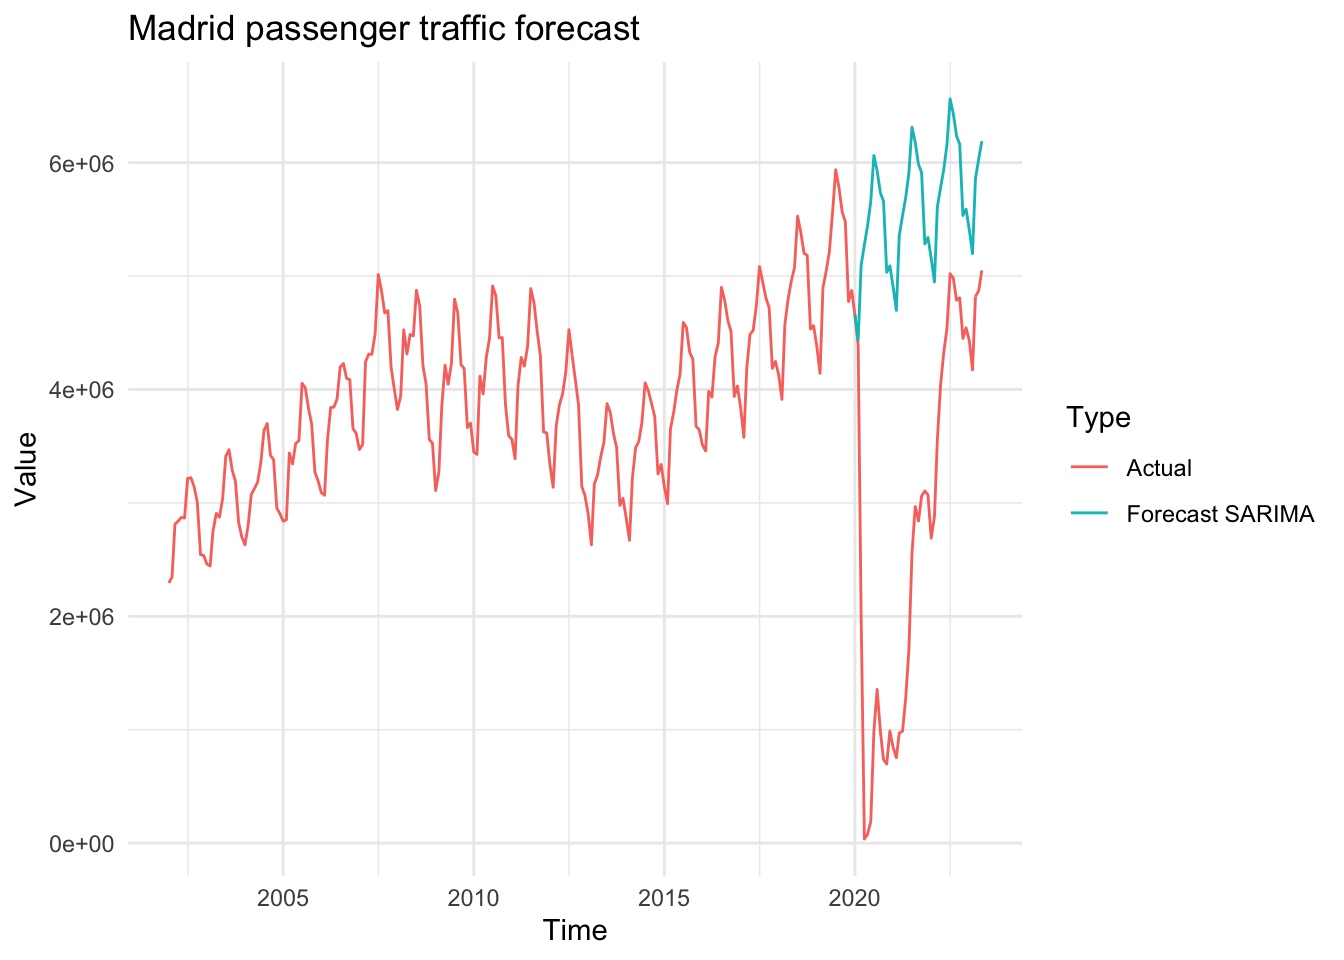 Madrid passenger traffic forecast
6e+06
4e+06
2e+06
0e+00
Value
2005 2010 2015 2020
Time
Type
Actual
Forecast SARIMA